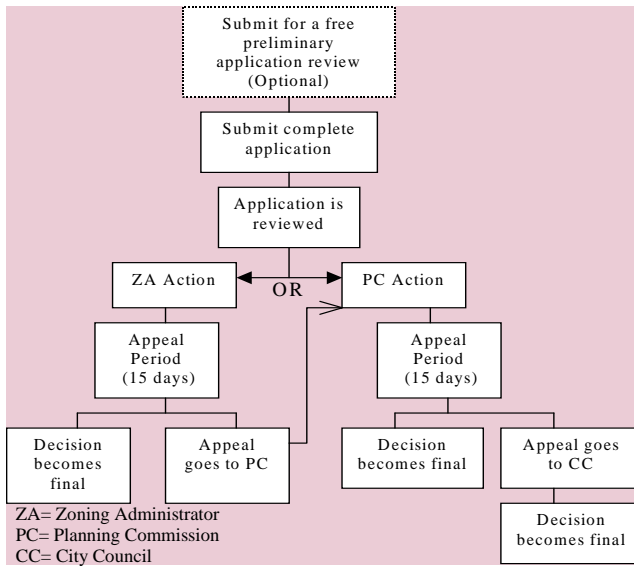 Submit for a free
preliminary
application review
(Optional)
Submit complete
application
Application is
reviewed
ZA Action
OR
PC Action
Appeal
Period
(15 days)
Appeal
Period
(15 days)
Decision
becomes
final
Appeal
goes to PC
Decision
becomes final
Appeal goes
to CC
Decision
becomes final
ZA= Zoning Administrator
PC= Planning Commission
CC= City Council